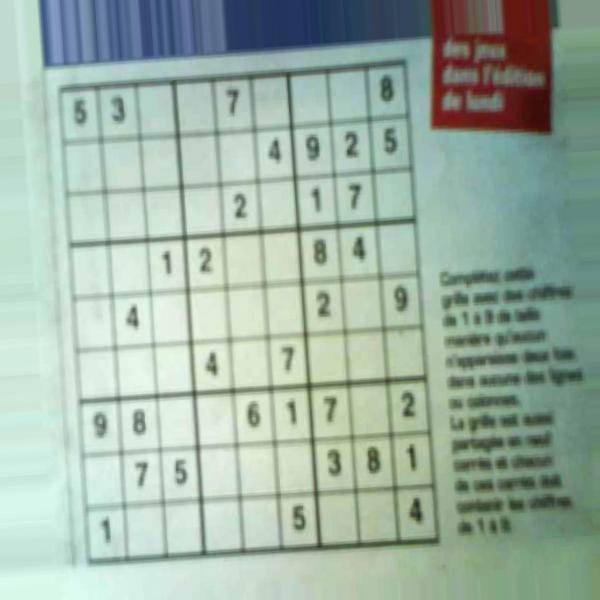 des jeux
dans l'édition
de lundi
5 3 7 8
4 9 2 5
2 1 7
1 2 8 4
4 2 9
4 7
9 8 6 1 7 2
7 5 3 8 1
1 5 4
Complétez cette
grille avec des chiffres
de 1 à 9 de telle
manière qu'aucun
n'apparaisse deux fois
dans aucune des lignes
ou colonnes.
La grille est aussi
partagée en neuf
carrés et chacun
de ces carrés doit
contenir les chiffres
de 1 à 9.